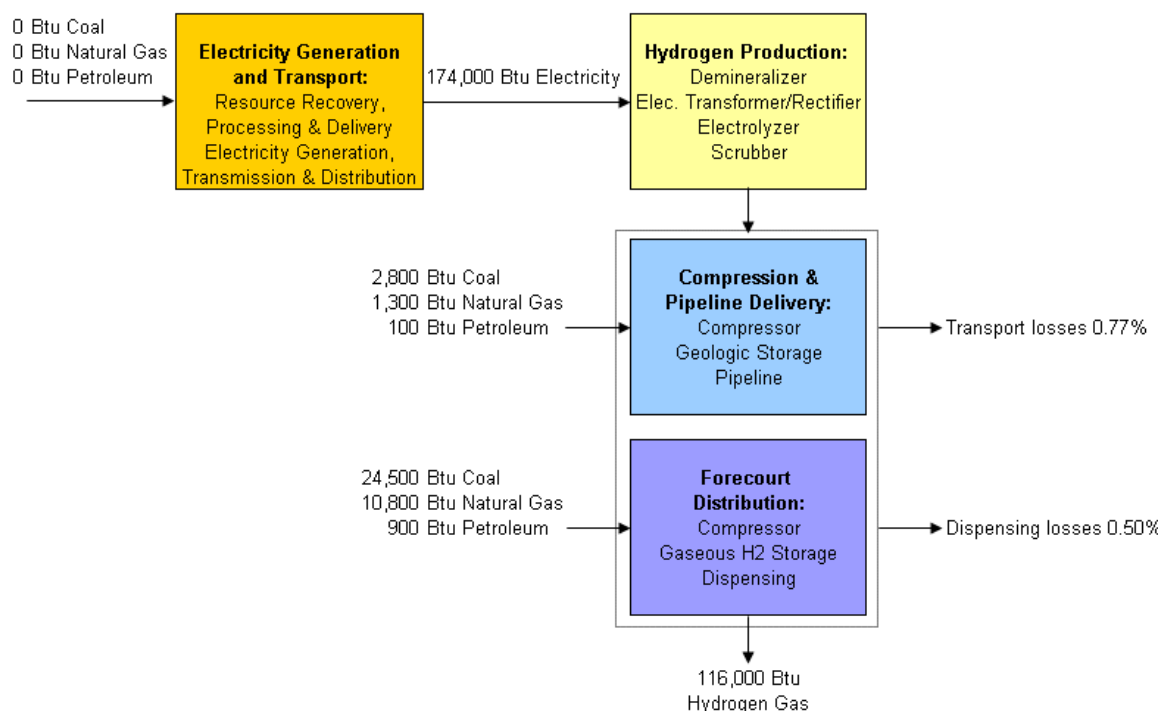 0 Btu Coal
0 Btu Natural Gas
0 Btu Petroleum
Electricity Generation
and Transport:
Resource Recovery,
Processing & Delivery
Electricity Generation,
Transmission & Distribution
174,000 Btu Electricity
Hydrogen Production:
Demineralizer
Elec. Transformer/Rectifier
Electrolyzer
Scrubber
2,800 Btu Coal
1,300 Btu Natural Gas
100 Btu Petroleum
Compression &
Pipeline Delivery:
Compressor
Geologic Storage
Pipeline
Transport losses 0.77%
24,500 Btu Coal
10,800 Btu Natural Gas
900 Btu Petroleum
Forecourt
Distribution:
Compressor
Gaseous H2 Storage
Dispensing
Dispensing losses 0.50%
116,000 Btu
Hydrogen Gas